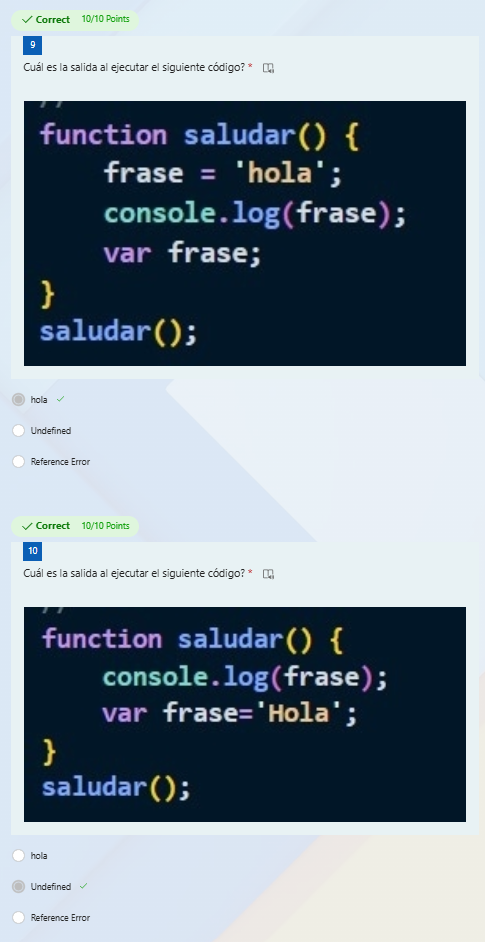 Correct 10/10 Points
9
Cuál es la salida al ejecutar el siguiente código? *
//
function saludar() {
    frase = 'hola';
    console.log(frase);
    var frase;
}
saludar();
hola
Undefined
Reference Error
Correct 10/10 Points
10
Cuál es la salida al ejecutar el siguiente código? *
//
function saludar() {
    console.log(frase);
    var frase='Hola';
}
saludar();
hola
Undefined
Reference Error